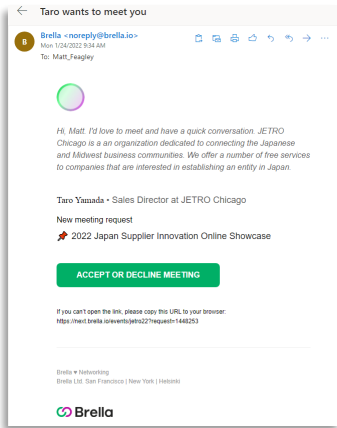 Taro wants to meet you
B
Brella <noreply@brella.io>
Mon 1/24/2022 9:34 AM
To: Matt_Feagley
Hi, Matt. I'd love to meet and have a quick conversation. JETRO
Chicago is a an organization dedicated to connecting the Japanese
and Midwest business communities. We offer a number of free services
to companies that are interested in establishing an entity in Japan.
Taro Yamada • Sales Director at JETRO Chicago
New meeting request
📌 2022 Japan Supplier Innovation Online Showcase
ACCEPT OR DECLINE MEETING
If you can't open the link, please copy this URL to your browser:
https://next.brella.io/events/jetro22?request=1448253
Brella ♥ Networking
Brella Ltd. San Francisco | New York | Helsinki
Brella